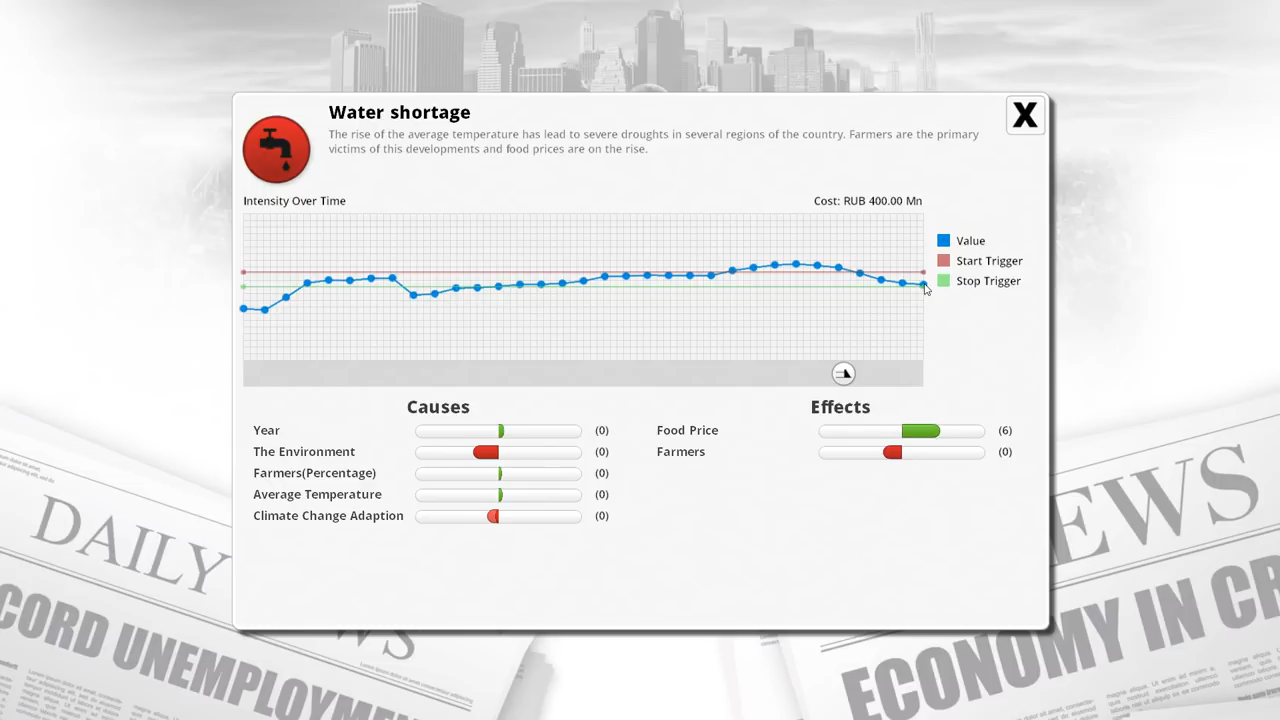 Water shortage
The rise of the average temperature has lead to severe droughts in several regions of the country. Farmers are the primary
victims of this developments and food prices are on the rise.
Intensity Over Time
Cost: RUB 400.00 Mn
Value
Start Trigger
Stop Trigger
Causes
Effects
Year (0)
The Environment (0)
Farmers(Percentage) (0)
Average Temperature (0)
Climate Change Adaption (0)
Food Price (6)
Farmers (0)
DAILY
WS
CORD UNEMPLOYM
EWS
ECONOMY IN CR